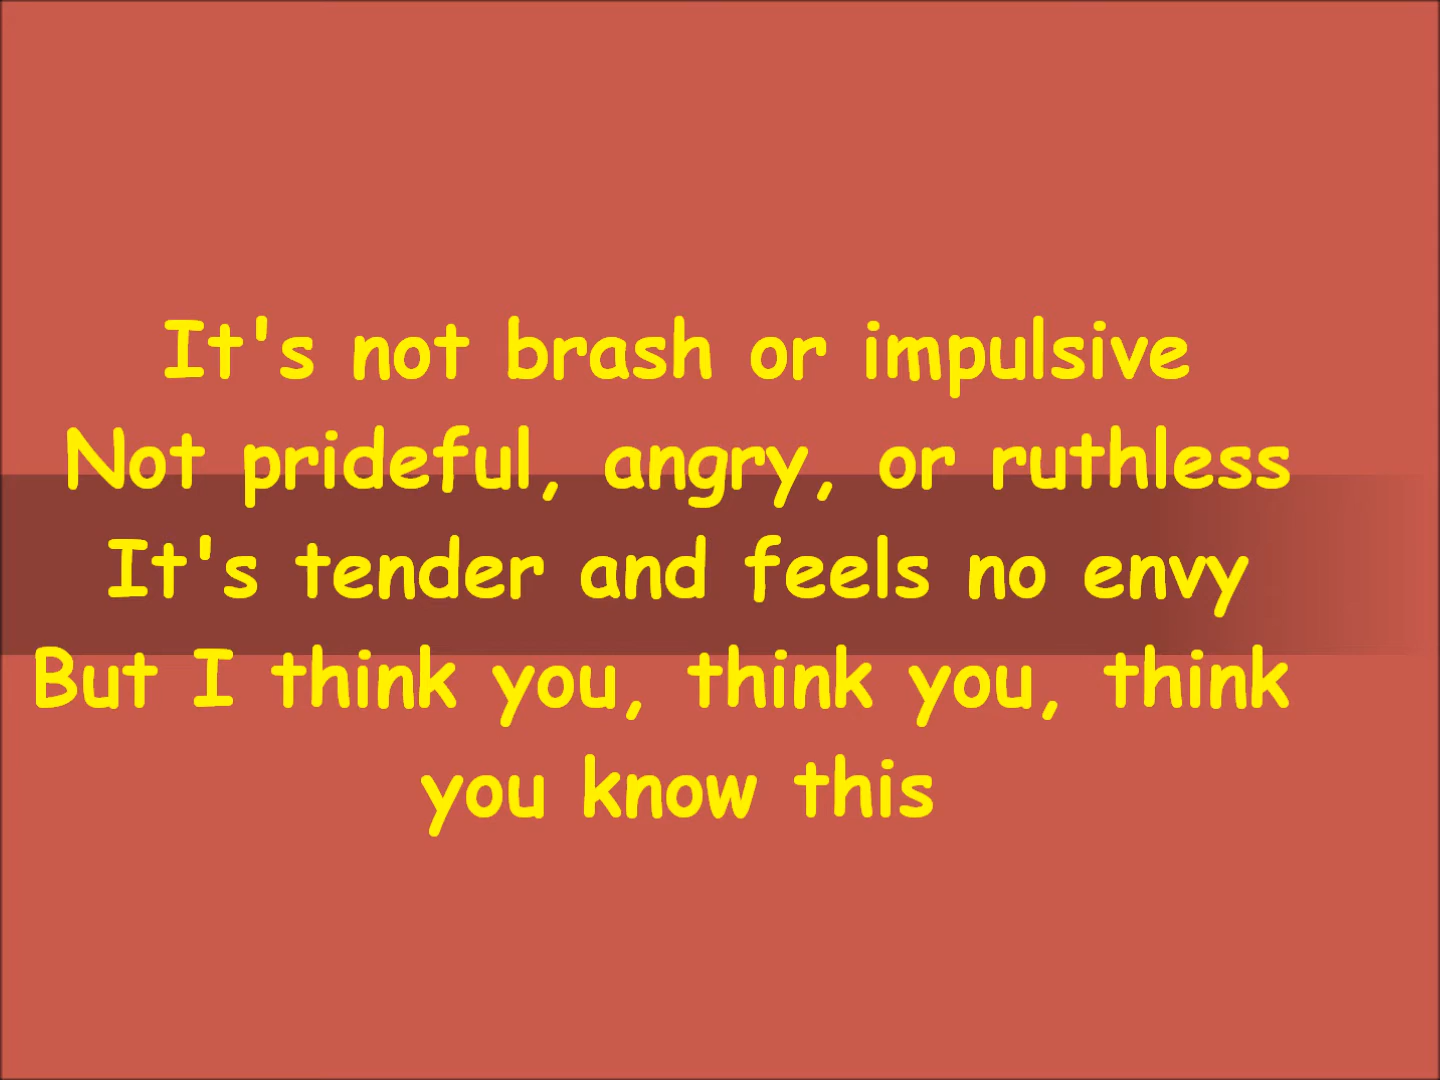 It's not brash or impulsive
Not prideful, angry, or ruthless
It's tender and feels no envy
But I think you, think you, think
you know this